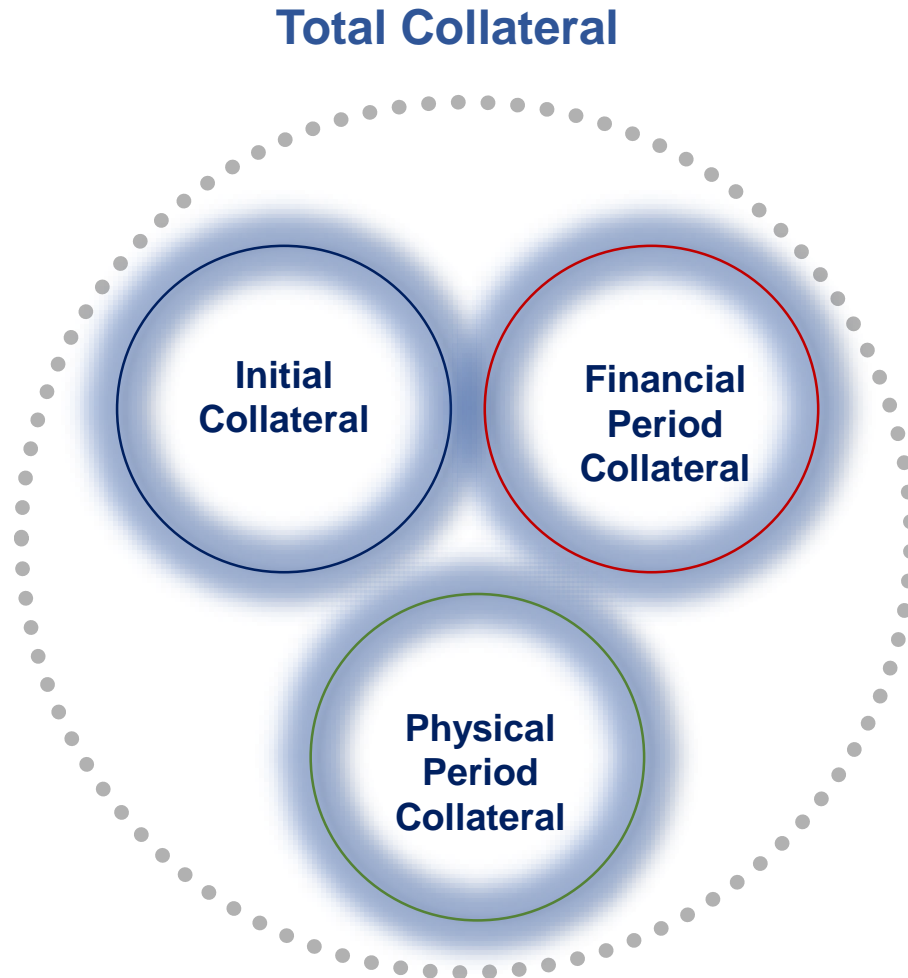 Total Collateral
Initial
Collateral
Financial
Period
Collateral
Physical
Period
Collateral